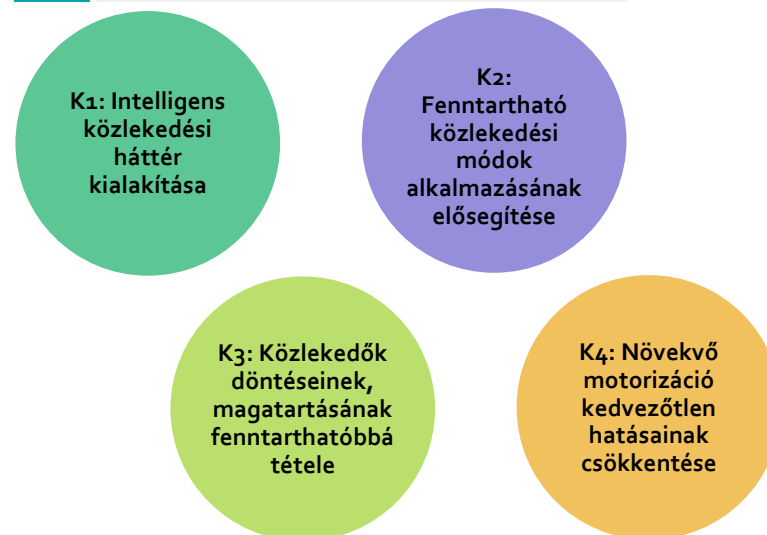 K1: Intelligens
közlekedési
háttér
kialakítása
K2:
Fenntartható
közlekedési
módok
alkalmazásának
elősegítése
K3: Közlekedők
döntéseinek,
magatartásának
fenntarthatóbbá
tétele
K4: Növekvő
motorizáció
kedvezőtlen
hatásainak
csökkentése